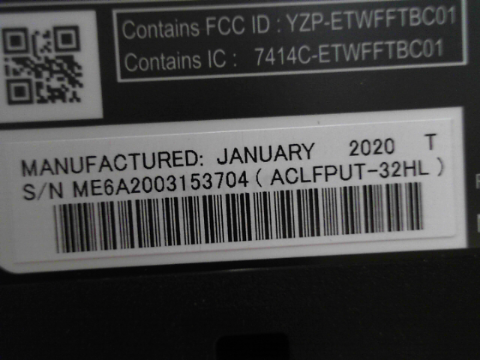 Contains FCC ID : YZP-ETWFFTBC01
Contains IC : 7414C-ETWFFTBC01
MANUFACTURED: JANUARY 2020 T
S/N ME6A2003153704 ( ACLFPUT-32HL )